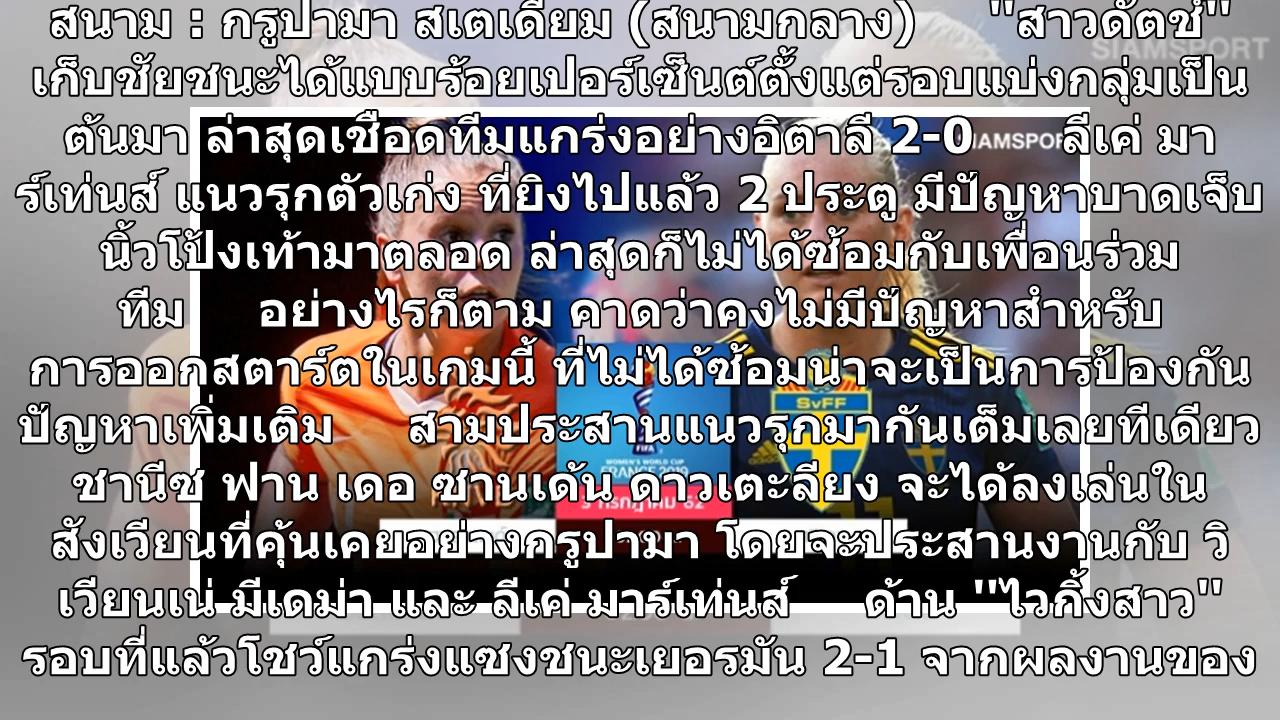 สนาม : กรูปามา สเตเดี้ยม (สนามกลาง) "สาวดัตช์"
SIAMSPORT
เก็บชัยชนะได้แบบร้อยเปอร์เซ็นต์ตั้งแต่รอบแบ่งกลุ่มเป็น
ต้นมา ล่าสุดเชือดทีมแกร่งอย่างอิตาลี 2-0 ลีเค่ มา
ร์เท่นส์ แนวรุกตัวเก่ง ที่ยิงไปแล้ว 2 ประตู มีปัญหาบาดเจ็บ
นิ้วโป้งเท้ามาตลอด ล่าสุดก็ไม่ได้ซ้อมกับเพื่อนร่วม
ทีม อย่างไรก็ตาม คาดว่าคงไม่มีปัญหาสำหรับ
การออกสตาร์ตในเกมนี้ ที่ไม่ได้ซ้อมน่าจะเป็นการป้องกัน
ปัญหาเพิ่มเติม สามประสานแนวรุกมากันเต็มเลยทีเดียว
SvFF
FIFA
WOMEN'S WORLD CUP
FRANCE 2019
ชานีซ ฟาน เดอ ซานเด้น ดาวเตะลียง จะได้ลงเล่นใน
สังเวียนที่คุ้นเคยอย่างกรูปามา โดยจะประสานงานกับ วิ
เวียนเน่ มีเดม่า และ ลีเค่ มาร์เท่นส์ ด้าน "ไวกิ้งสาว"
รอบที่แล้วโชว์แกร่งแซงชนะเยอรมัน 2-1 จากผลงานของ